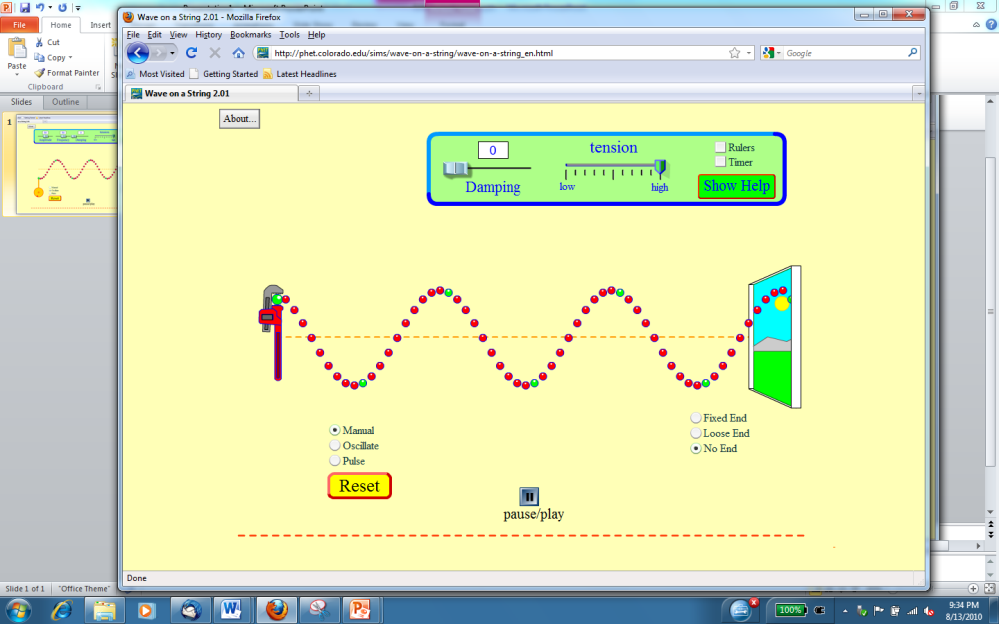 Wave on a String 2.01 - Mozilla Firefox
File Home Insert
File Edit View History Bookmarks Tools Help
Paste
Cut
Copy
Format Painter
Clipboard
http://phet.colorado.edu/sims/wave-on-a-string/wave-on-a-string_en.html
Google
Most Visited Getting Started Latest Headlines
Slides Outline
Wave on a String 2.01
1
About...
0
Damping
tension
low high
Rulers
Timer
Show Help
Manual
Oscillate
Pulse
Reset
Fixed End
Loose End
No End
pause/play
Done
Slide 1 of 1 "Office Theme"
100%
9:34 PM
8/13/2010